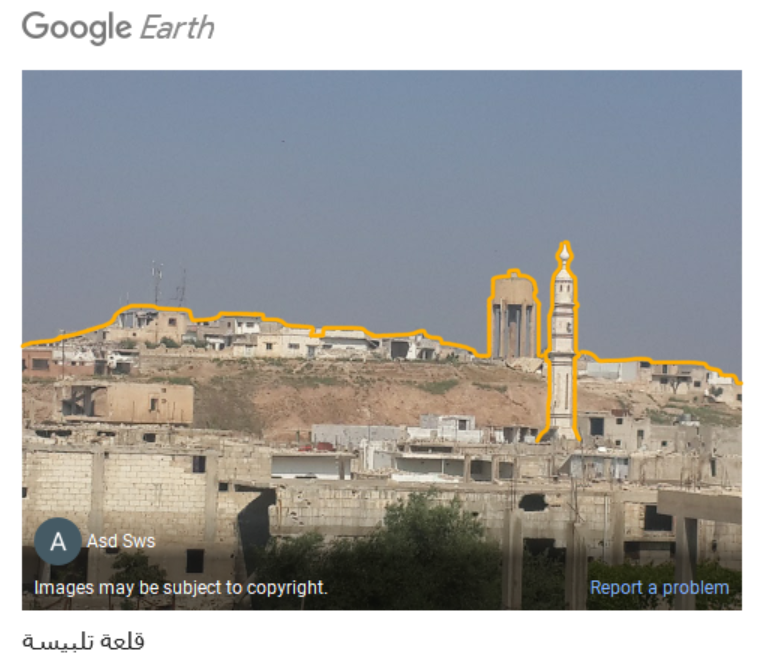 Google Earth
A Asd Sws
Images may be subject to copyright. Report a problem
قلعة تلبيسة